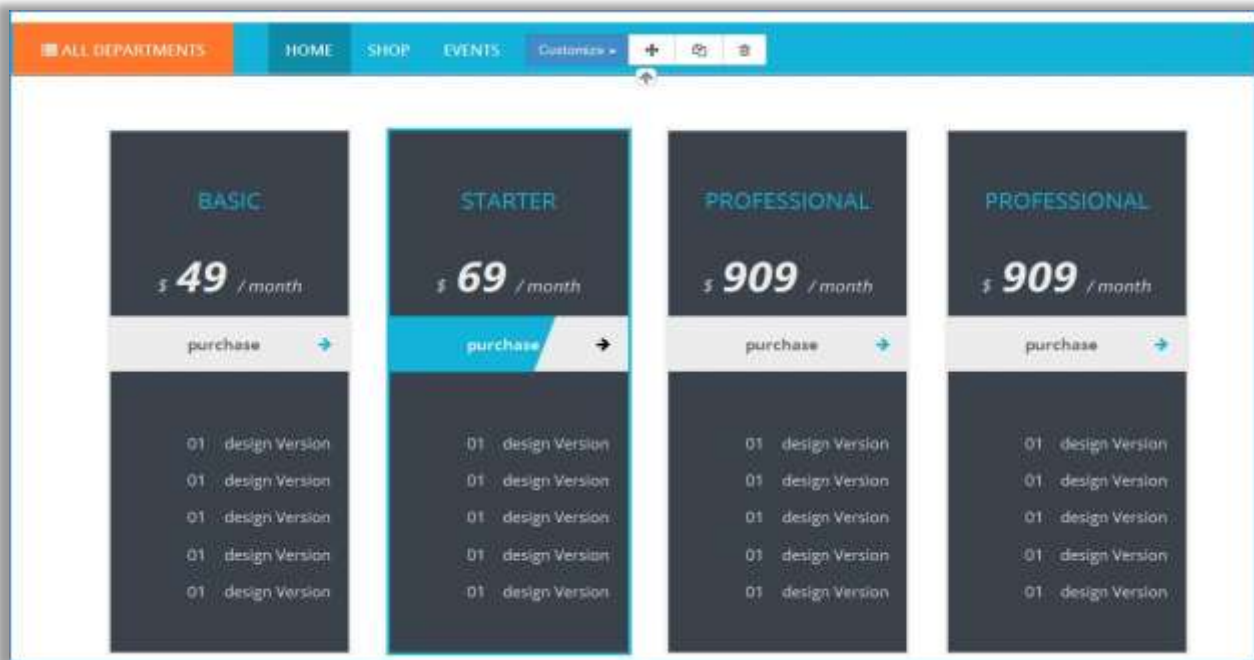 ALL DEPARTMENTS HOME SHOP EVENTS Customize
BASIC
$ 49 / month
purchase
01 design Version
01 design Version
01 design Version
01 design Version
01 design Version
STARTER
$ 69 / month
purchase
01 design Version
01 design Version
01 design Version
01 design Version
01 design Version
PROFESSIONAL
$ 909 / month
purchase
01 design Version
01 design Version
01 design Version
01 design Version
01 design Version
PROFESSIONAL
$ 909 / month
purchase
01 design Version
01 design Version
01 design Version
01 design Version
01 design Version